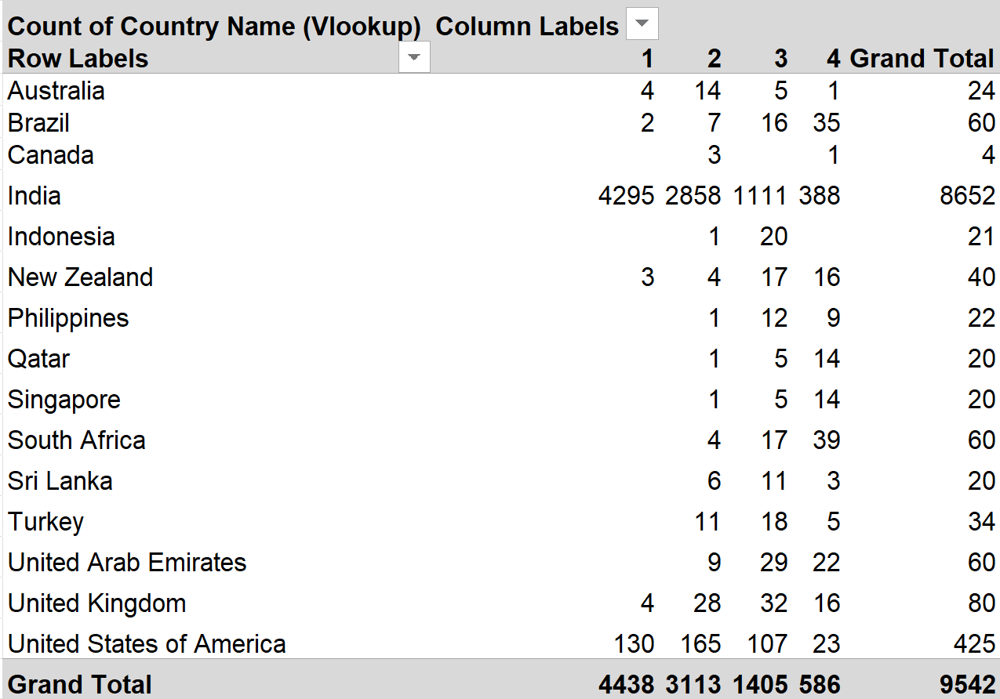 Count of Country Name (Vlookup) Column Labels
Row Labels 1 2 3 4 Grand Total
Australia 4 14 5 1 24
Brazil 2 7 16 35 60
Canada 3 1 4
India 4295 2858 1111 388 8652
Indonesia 1 20 21
New Zealand 3 4 17 16 40
Philippines 1 12 9 22
Qatar 1 5 14 20
Singapore 1 5 14 20
South Africa 4 17 39 60
Sri Lanka 6 11 3 20
Turkey 11 18 5 34
United Arab Emirates 9 29 22 60
United Kingdom 4 28 32 16 80
United States of America 130 165 107 23 425
Grand Total 4438 3113 1405 586 9542